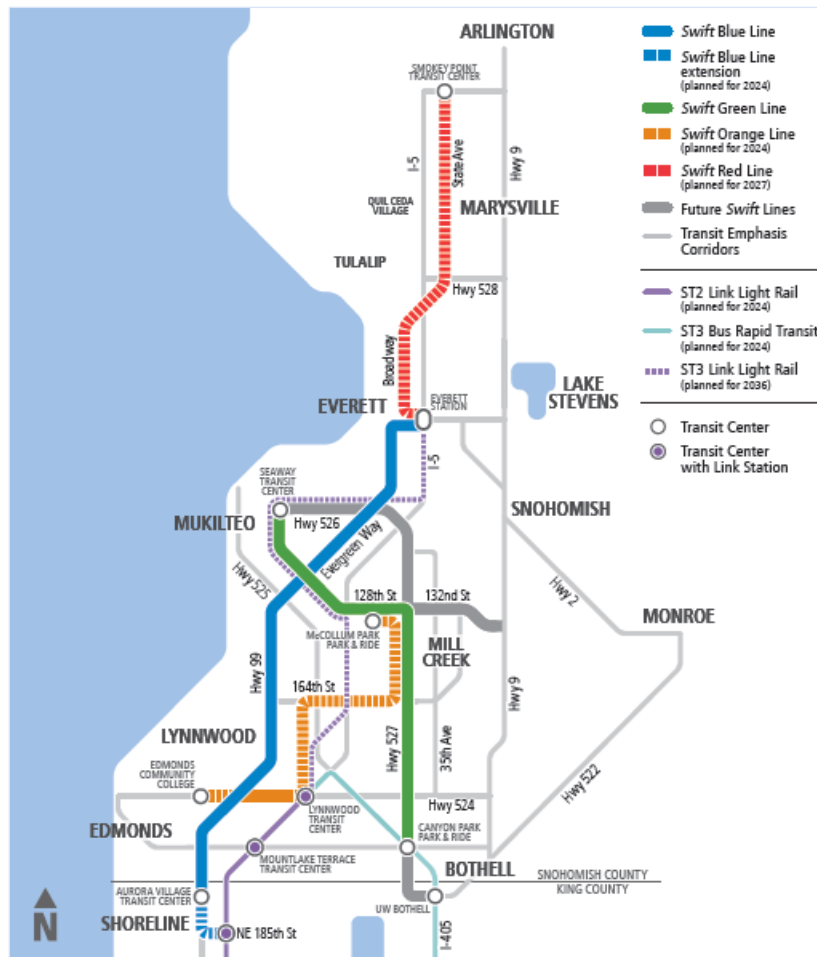 ARLINGTON
SMOKEY POINT
TRANSIT CENTER
I-5
State Ave
Hwy 9
QUIL CEDA
VILLAGE
MARYSVILLE
TULALIP
Hwy 528
Broadway
EVERETT
EVERETT
STATION
LAKE
STEVENS
I-5
SEAWAY
TRANSIT
CENTER
MUKILTEO
Hwy 526
Evergreen Way
SNOHOMISH
Hwy 525
Hwy 2
128th St
132nd St
McCOLLUM PARK
PARK & RIDE
MILL
CREEK
MONROE
Hwy 99
164th St
Hwy 9
LYNNWOOD
Hwy 527
35th Ave
EDMONDS
COMMUNITY
COLLEGE
Hwy 522
LYNNWOOD
TRANSIT
CENTER
Hwy 524
EDMONDS
CANYON PARK
PARK & RIDE
MOUNTLAKE TERRACE
TRANSIT CENTER
BOTHELL
SNOHOMISH COUNTY
KING COUNTY
AURORA VILLAGE
TRANSIT CENTER
UW BOTHELL
SHORELINE
NE 185th St
I-405
N
Swift Blue Line
Swift Blue Line
extension
(planned for 2024)
Swift Green Line
Swift Orange Line
(planned for 2024)
Swift Red Line
(planned for 2027)
Future Swift Lines
Transit Emphasis
Corridors
ST2 Link Light Rail
(planned for 2024)
ST3 Bus Rapid Transit
(planned for 2024)
ST3 Link Light Rail
(planned for 2036)
Transit Center
Transit Center
with Link Station